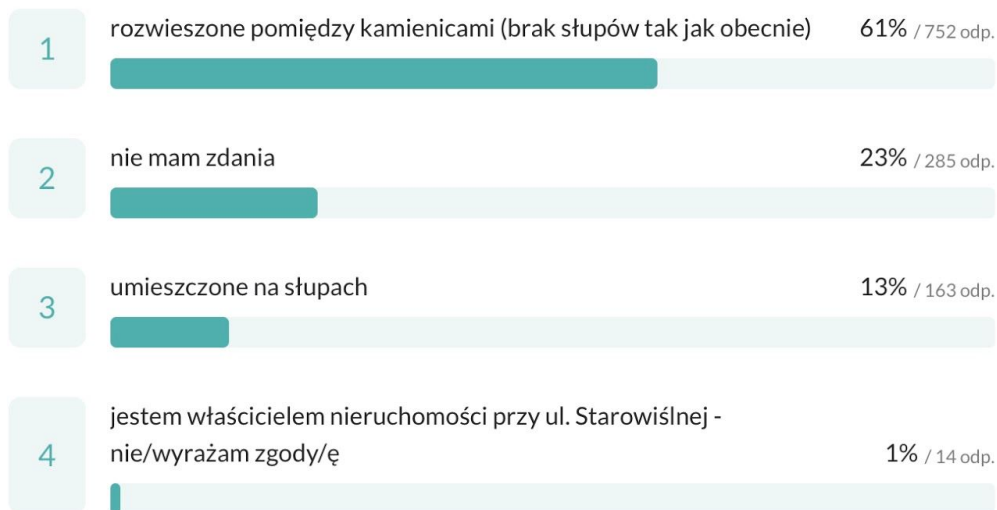 1
rozwieszone pomiędzy kamienicami (brak słupów tak jak obecnie) 61% / 752 odp.
2
nie mam zdania 23% / 285 odp.
3
umieszczone na słupach 13% / 163 odp.
4
jestem właścicielem nieruchomości przy ul. Starowiślnej -
nie/wyrażam zgody/ę 1% / 14 odp.